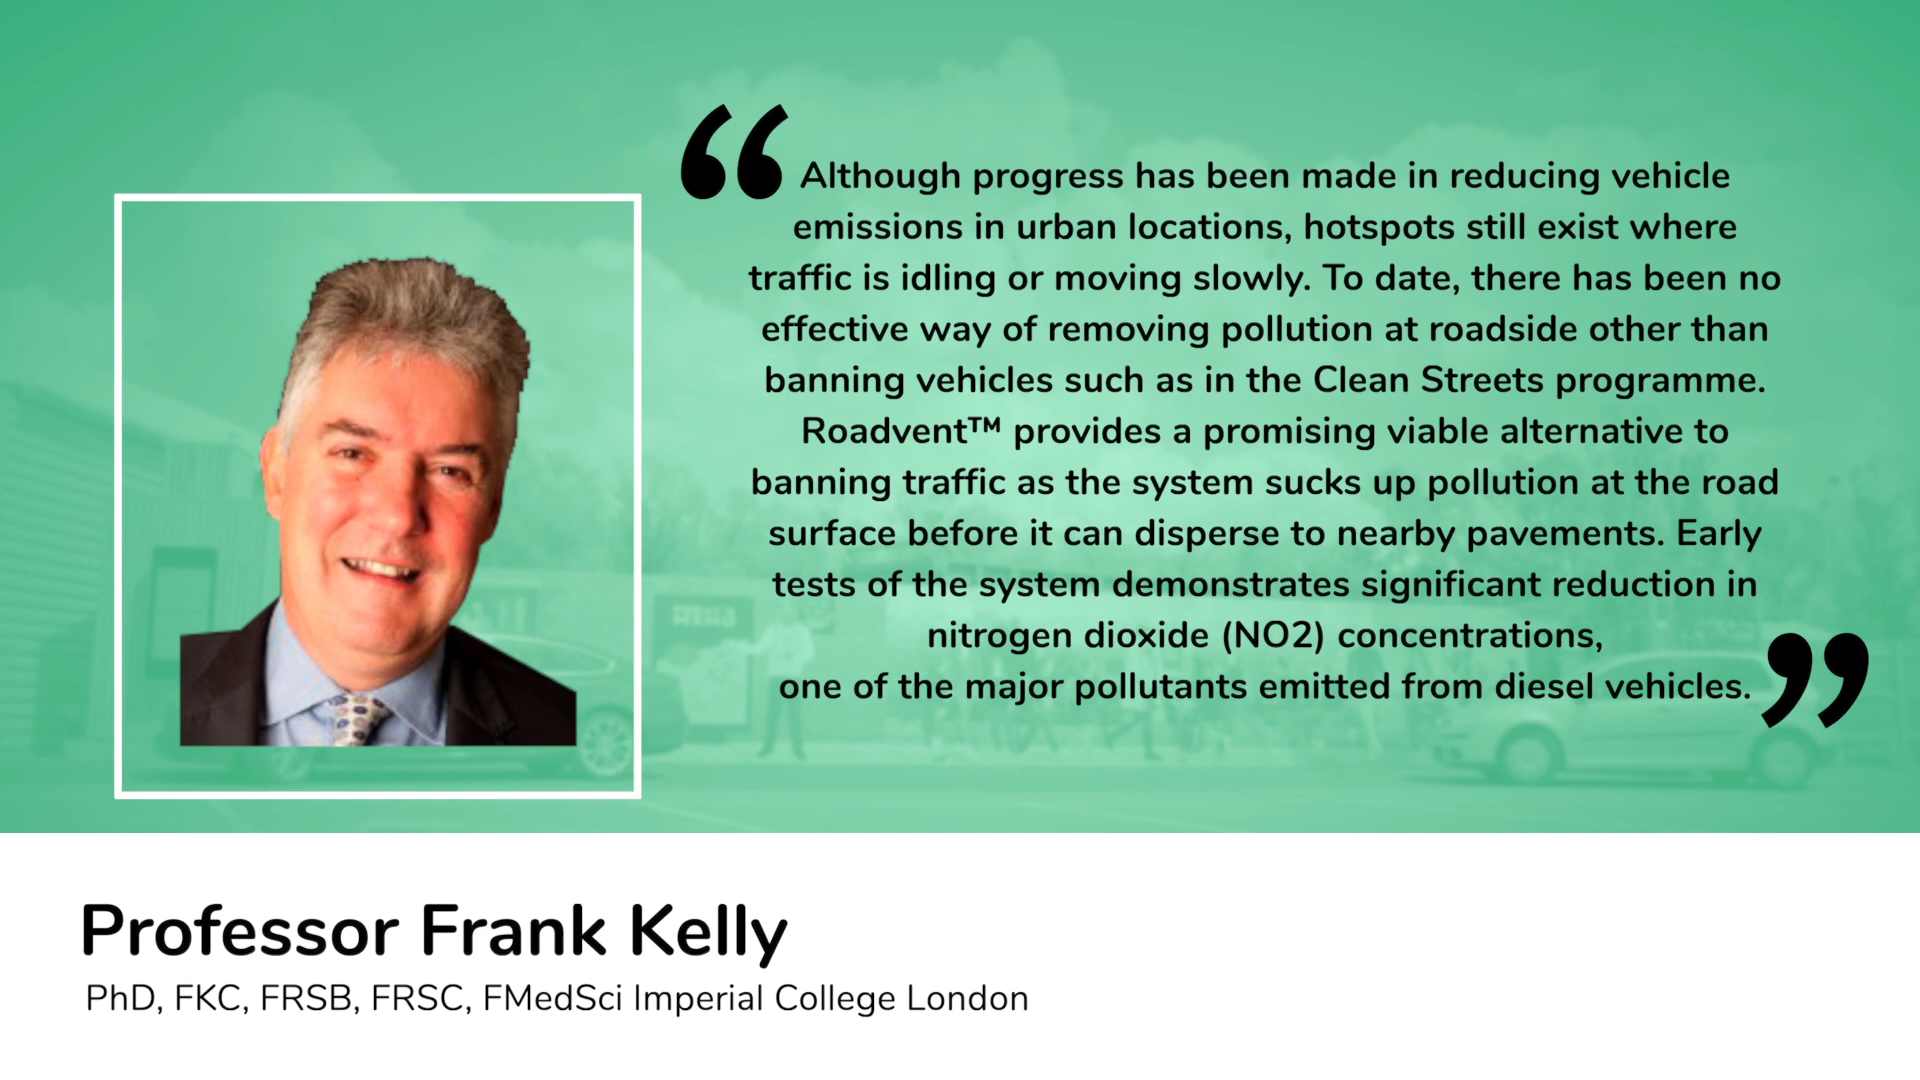 “ Although progress has been made in reducing vehicle
emissions in urban locations, hotspots still exist where
traffic is idling or moving slowly. To date, there has been no
effective way of removing pollution at roadside other than
banning vehicles such as in the Clean Streets programme.
Roadvent™ provides a promising viable alternative to
banning traffic as the system sucks up pollution at the road
surface before it can disperse to nearby pavements. Early
tests of the system demonstrates significant reduction in
nitrogen dioxide (NO2) concentrations,
one of the major pollutants emitted from diesel vehicles. ”
Professor Frank Kelly
PhD, FKC, FRSB, FRSC, FMedSci Imperial College London